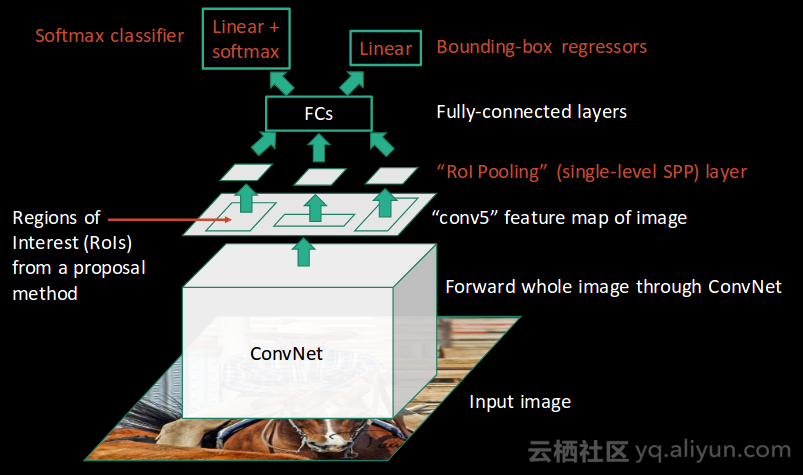 Softmax classifier
Linear +
softmax
Linear
Bounding-box regressors
FCs
Fully-connected layers
“RoI Pooling” (single-level SPP) layer
Regions of
Interest (RoIs)
from a proposal
method
“conv5” feature map of image
Forward whole image through ConvNet
ConvNet
Input image
云栖社区 yq.aliyun.com